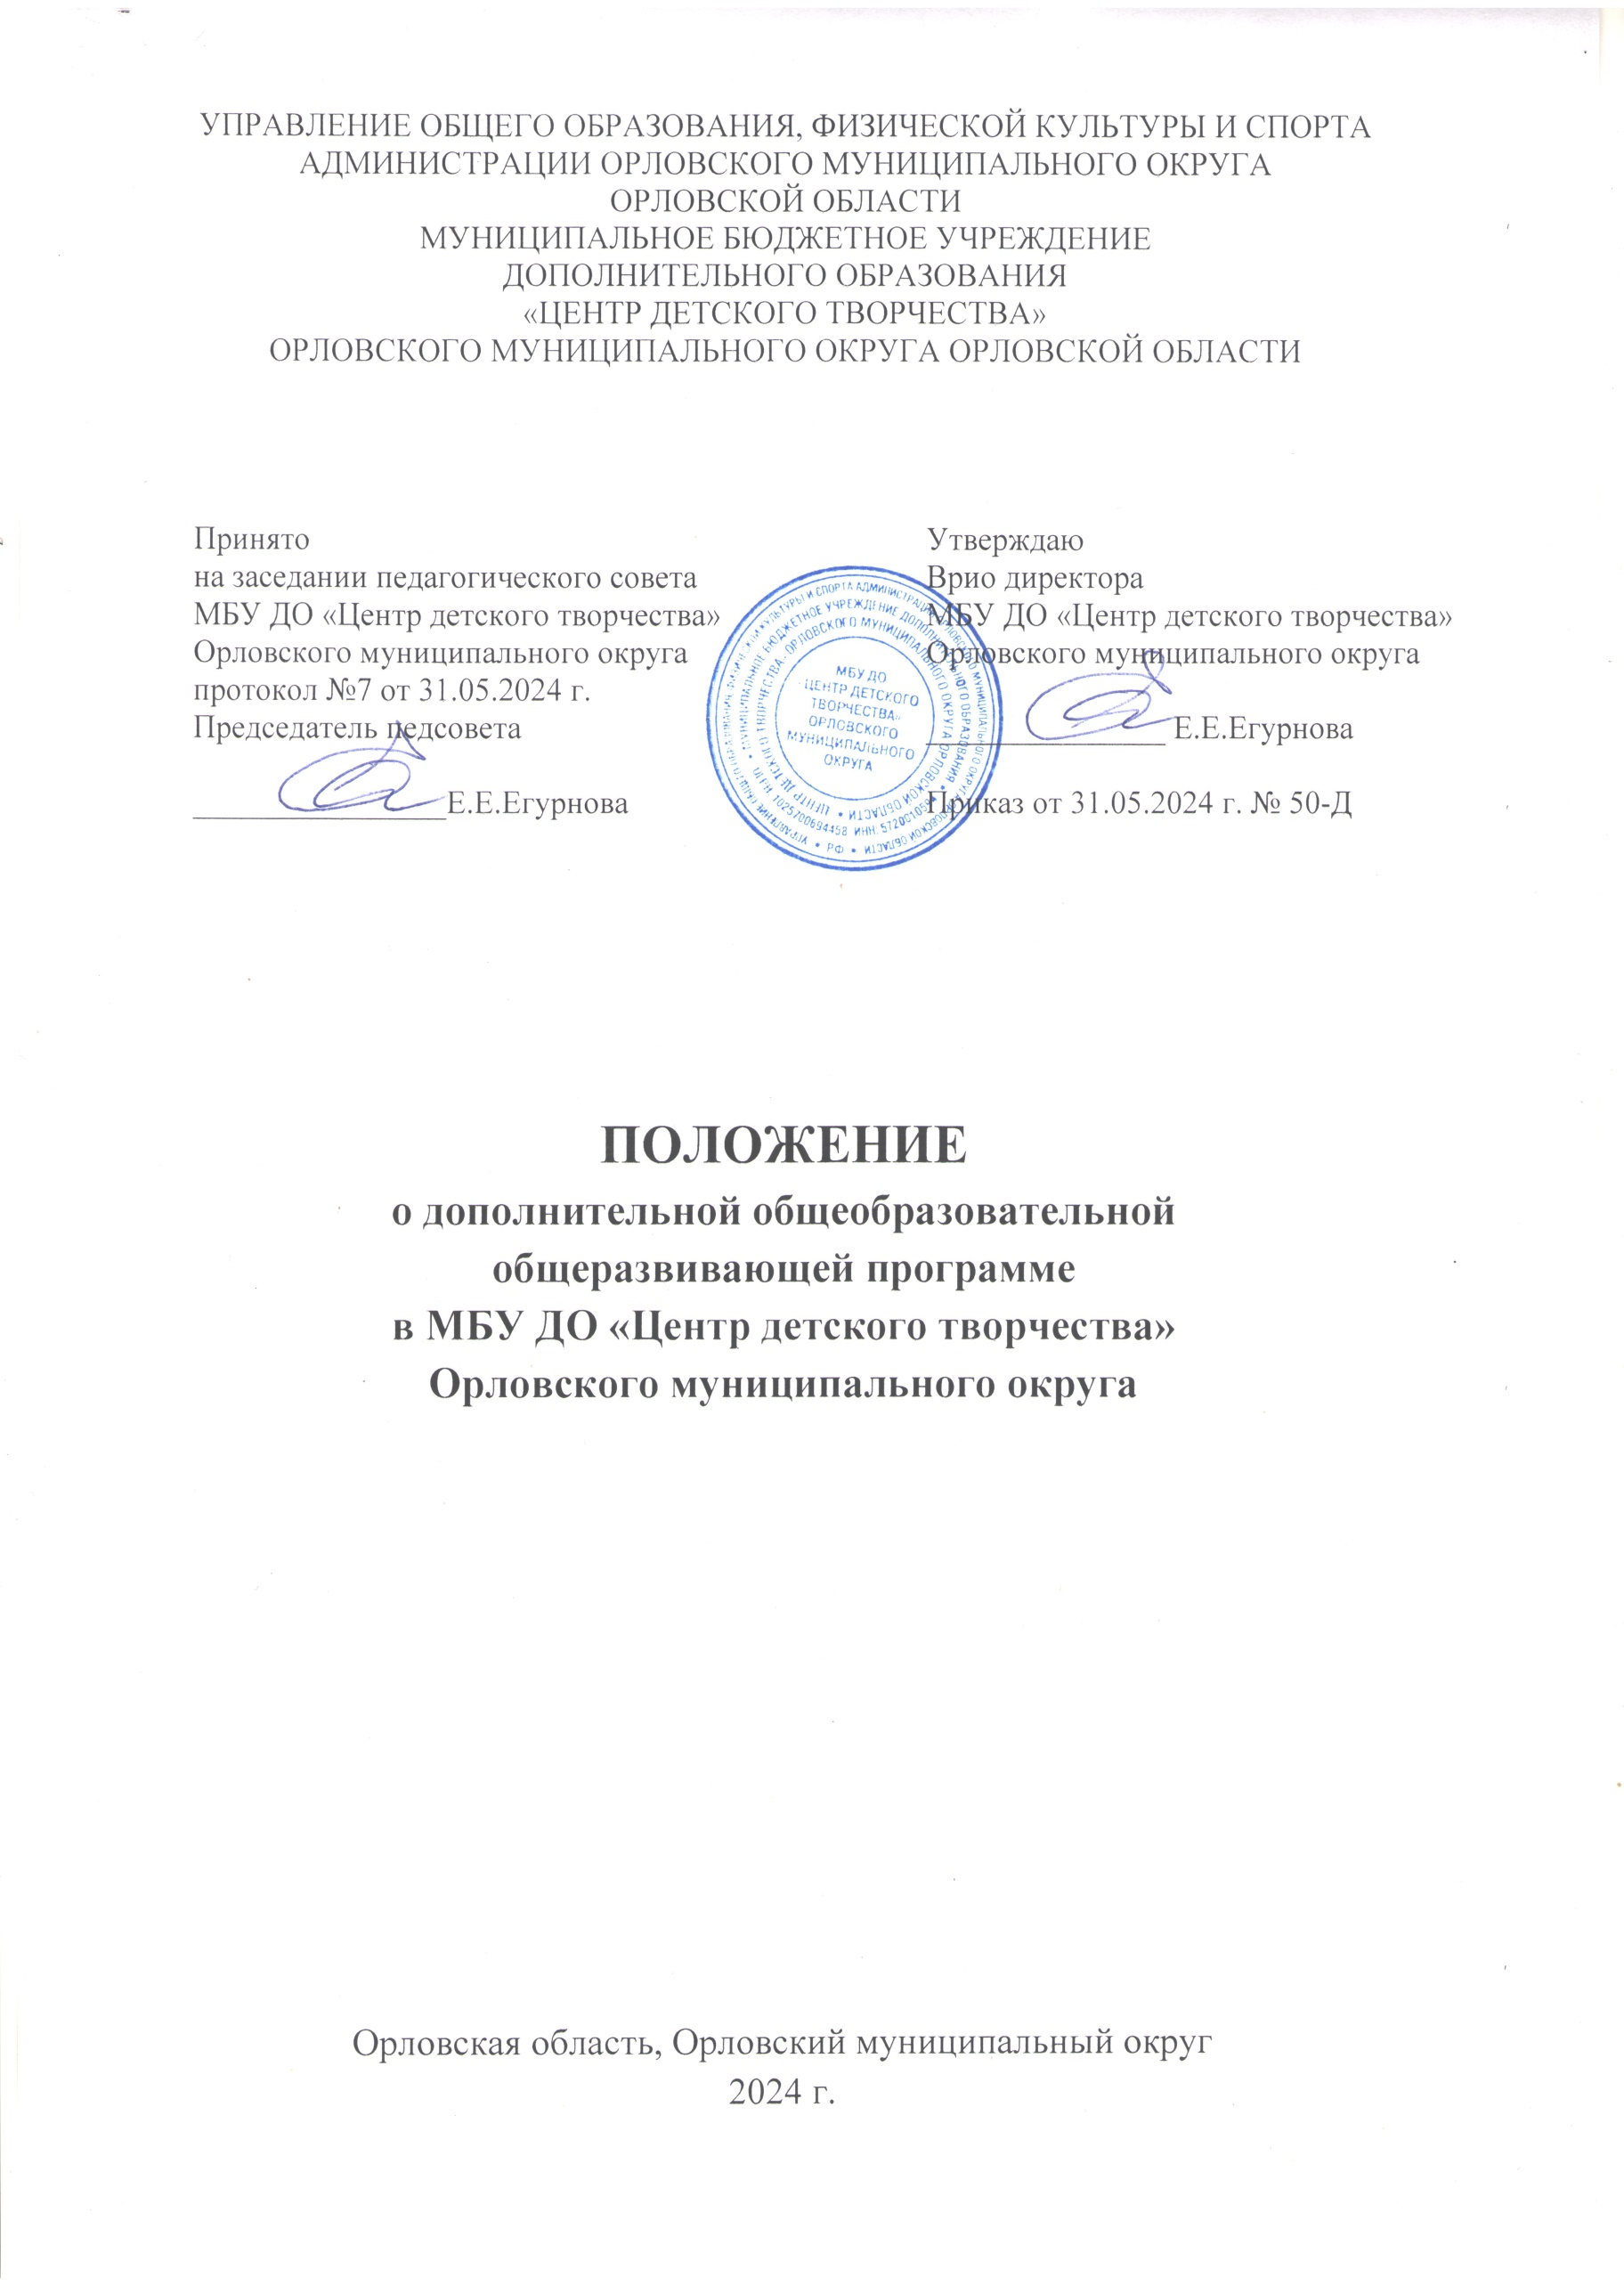 УПРАВЛЕНИЕ ОБЩЕГО ОБРАЗОВАНИЯ, ФИЗИЧЕСКОЙ КУЛЬТУРЫ И СПОРТА
АДМИНИСТРАЦИИ ОРЛОВСКОГО МУНИЦИПАЛЬНОГО ОКРУГА
ОРЛОВСКОЙ ОБЛАСТИ
МУНИЦИПАЛЬНОЕ БЮДЖЕТНОЕ УЧРЕЖДЕНИЕ
ДОПОЛНИТЕЛЬНОГО ОБРАЗОВАНИЯ
«ЦЕНТР ДЕТСКОГО ТВОРЧЕСТВА»
ОРЛОВСКОГО МУНИЦИПАЛЬНОГО ОКРУГА ОРЛОВСКОЙ ОБЛАСТИ
Принято
на заседании педагогического совета
МБУ ДО «Центр детского творчества»
Орловского муниципального округа
протокол №7 от 31.05.2024 г.
Председатель педсовета
Е.Е.Егурнова
Утверждаю
Врио директора
МБУ ДО «Центр детского творчества»
Орловского муниципального округа
Е.Е.Егурнова
Приказ от 31.05.2024 г. № 50-Д
МБУ ДО
ЦЕНТР ДЕТСКОГО
ТВОРЧЕСТВА»
ОРЛОВСКОГО
МУНИЦИПАЛЬНОГО
ОКРУГА
ПОЛОЖЕНИЕ
о дополнительной общеобразовательной
общеразвивающей программе
в МБУ ДО «Центр детского творчества»
Орловского муниципального округа
Орловская область, Орловский муниципальный округ
2024 г.